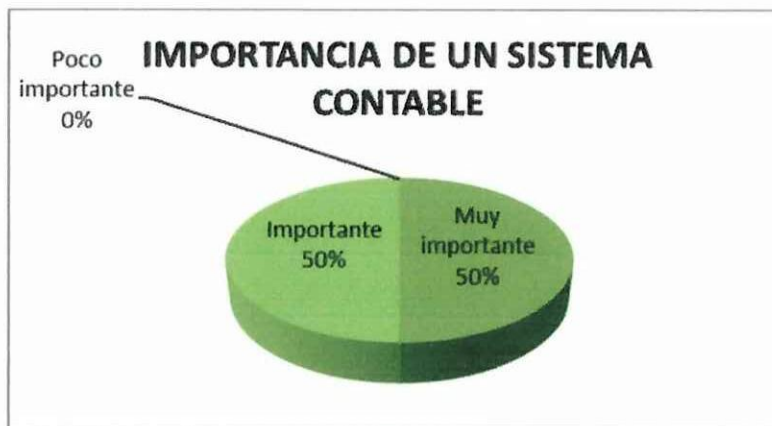 IMPORTANCIA DE UN SISTEMA
CONTABLE
Poco
importante
0%
Importante
50%
Muy
importante
50%